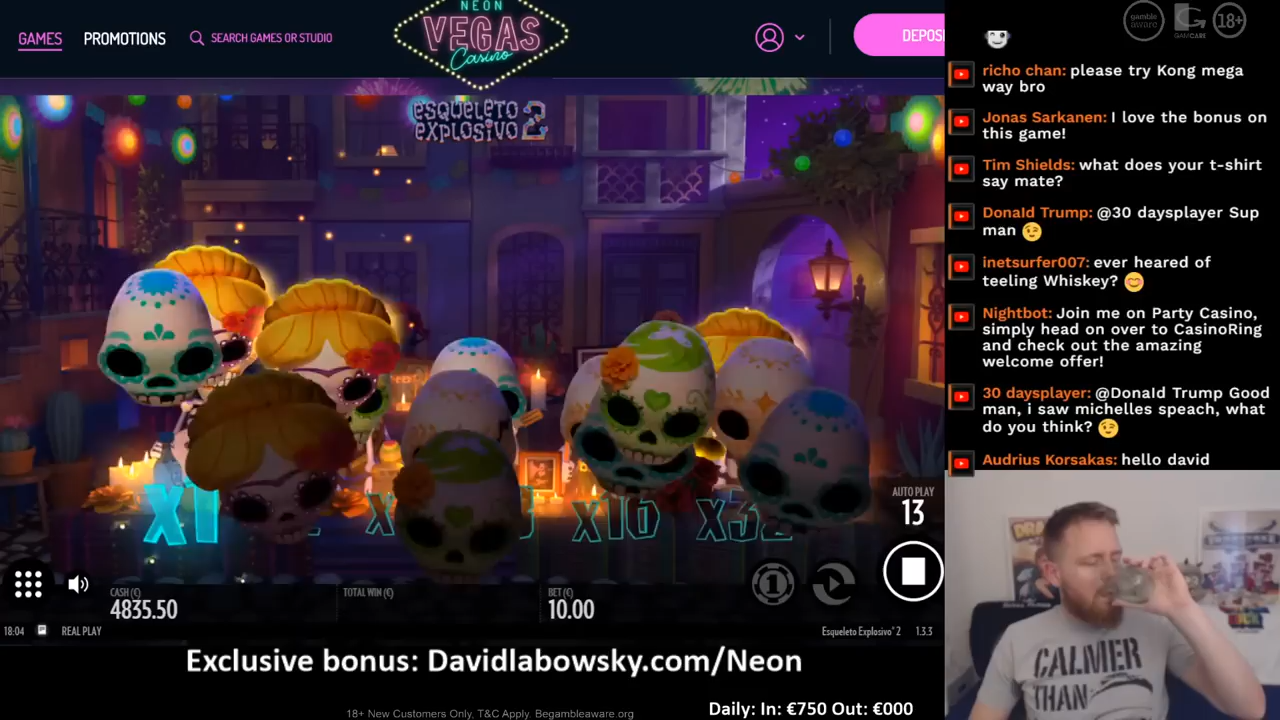 GAMES
PROMOTIONS
SEARCH GAMES OR STUDIO
NEON
VEGAS
Casino
DEPOSI
esqueleto
explosivo 2
X1
X10
X32
AUTO PLAY
13
CASH (€)
4835.50
TOTAL WIN (€)
BET (€)
10.00
18:04
REAL PLAY
Esqueleto Explosivo 2
1.3.3
Exclusive bonus: Davidlabowsky.com/Neon
18+ New Customers Only, T&C Apply. Begambleaware.org
Daily: In: €750 Out: €000
gamble
aware
GAMCARE
18+
richo chan: please try Kong mega
way bro
Jonas Sarkanen: I love the bonus on
this game!
Tim Shields: what does your t-shirt
say mate?
Donald Trump: @30 daysplayer Sup
man 😉
inetsurfer007: ever heared of
teeling Whiskey? 😊
Nightbot: Join me on Party Casino,
simply head on over to CasinoRing
and check out the amazing
welcome offer!
30 daysplayer: @Donald Trump Good
man, i saw michelles speach, what
do you think? 😉
Audrius Korsakas: hello david
CALMER
THAN